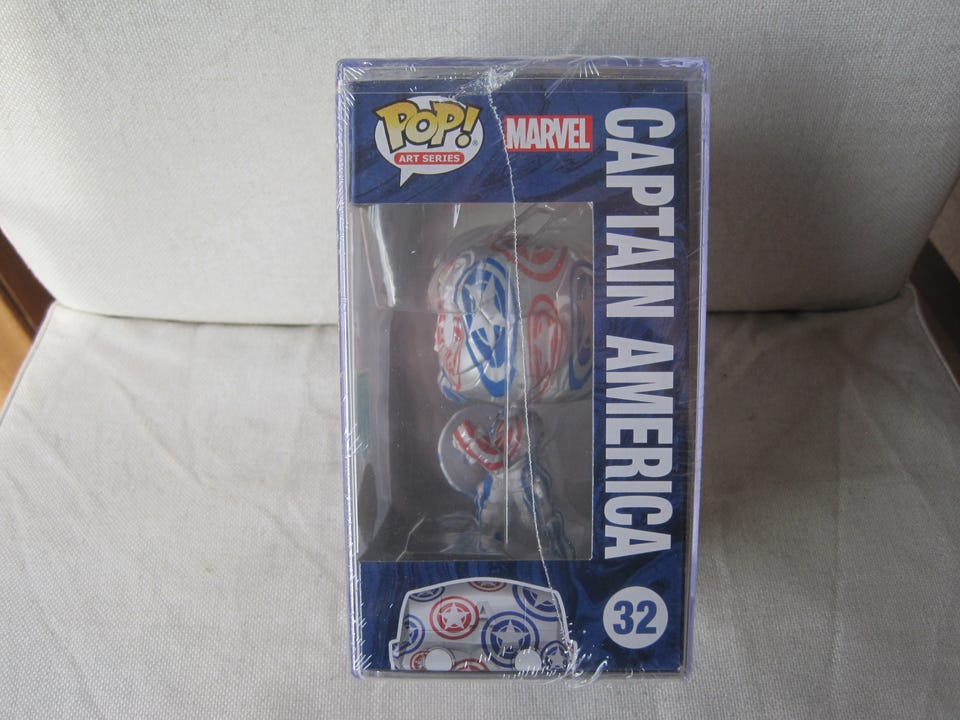 POP!
ART SERIES
MARVEL
CAPTAIN AMERICA
32